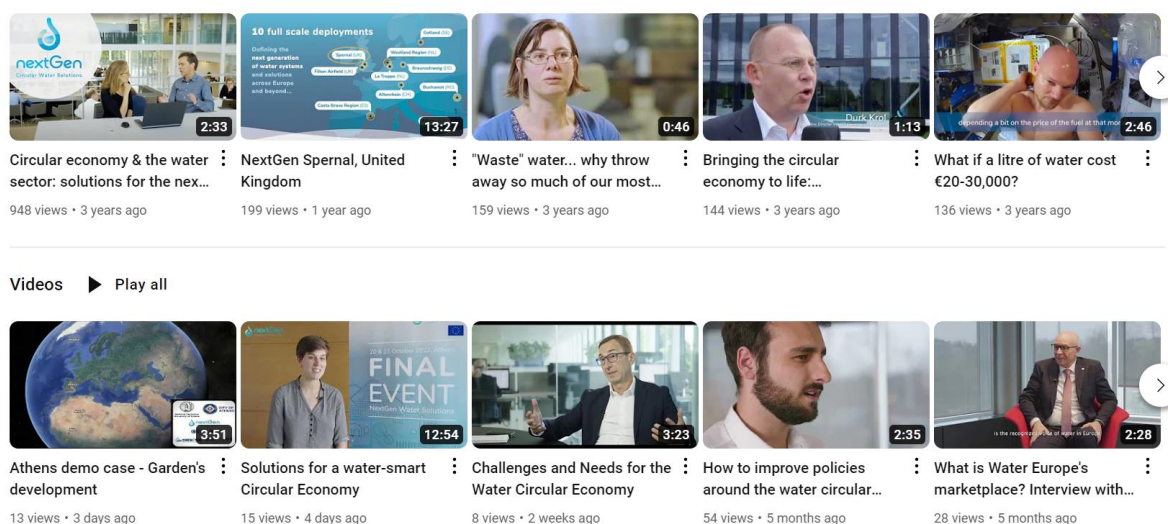 nextGen
Circular Water Solutions
2:33
10 full scale deployments
Defining the
next generation
of water systems
and solutions
across Europe
and beyond...
Gotland (SE)
Spernal (UK)
Westland Region (NL)
Filton Airfield (UK)
Braunschweig (DE)
La Trappe (NL)
Bucharest (RO)
Altenrhein (CH)
Costa Brava Region (ES)
13:27
0:46
Durk Krol
1:13
depending a bit on the price of the fuel at that mom
2:46
Circular economy & the water
sector: solutions for the nex...
948 views • 3 years ago
NextGen Spernal, United
Kingdom
199 views • 1 year ago
"Waste" water... why throw
away so much of our most...
159 views • 3 years ago
Bringing the circular
economy to life:...
144 views • 3 years ago
What if a litre of water cost
€20-30,000?
136 views • 3 years ago
Videos
Play all
nextGen
3:51
nextGen
FINAL
EVENT
NextGen Water Solutions
12:54
3:23
2:35
is the recognized voice of water in Europe
2:28
Athens demo case - Garden's
development
13 views • 3 days ago
Solutions for a water-smart
Circular Economy
15 views • 4 days ago
Challenges and Needs for the
Water Circular Economy
8 views • 2 weeks ago
How to improve policies
around the water circular...
54 views • 5 months ago
What is Water Europe's
marketplace? Interview with...
28 views • 5 months ago